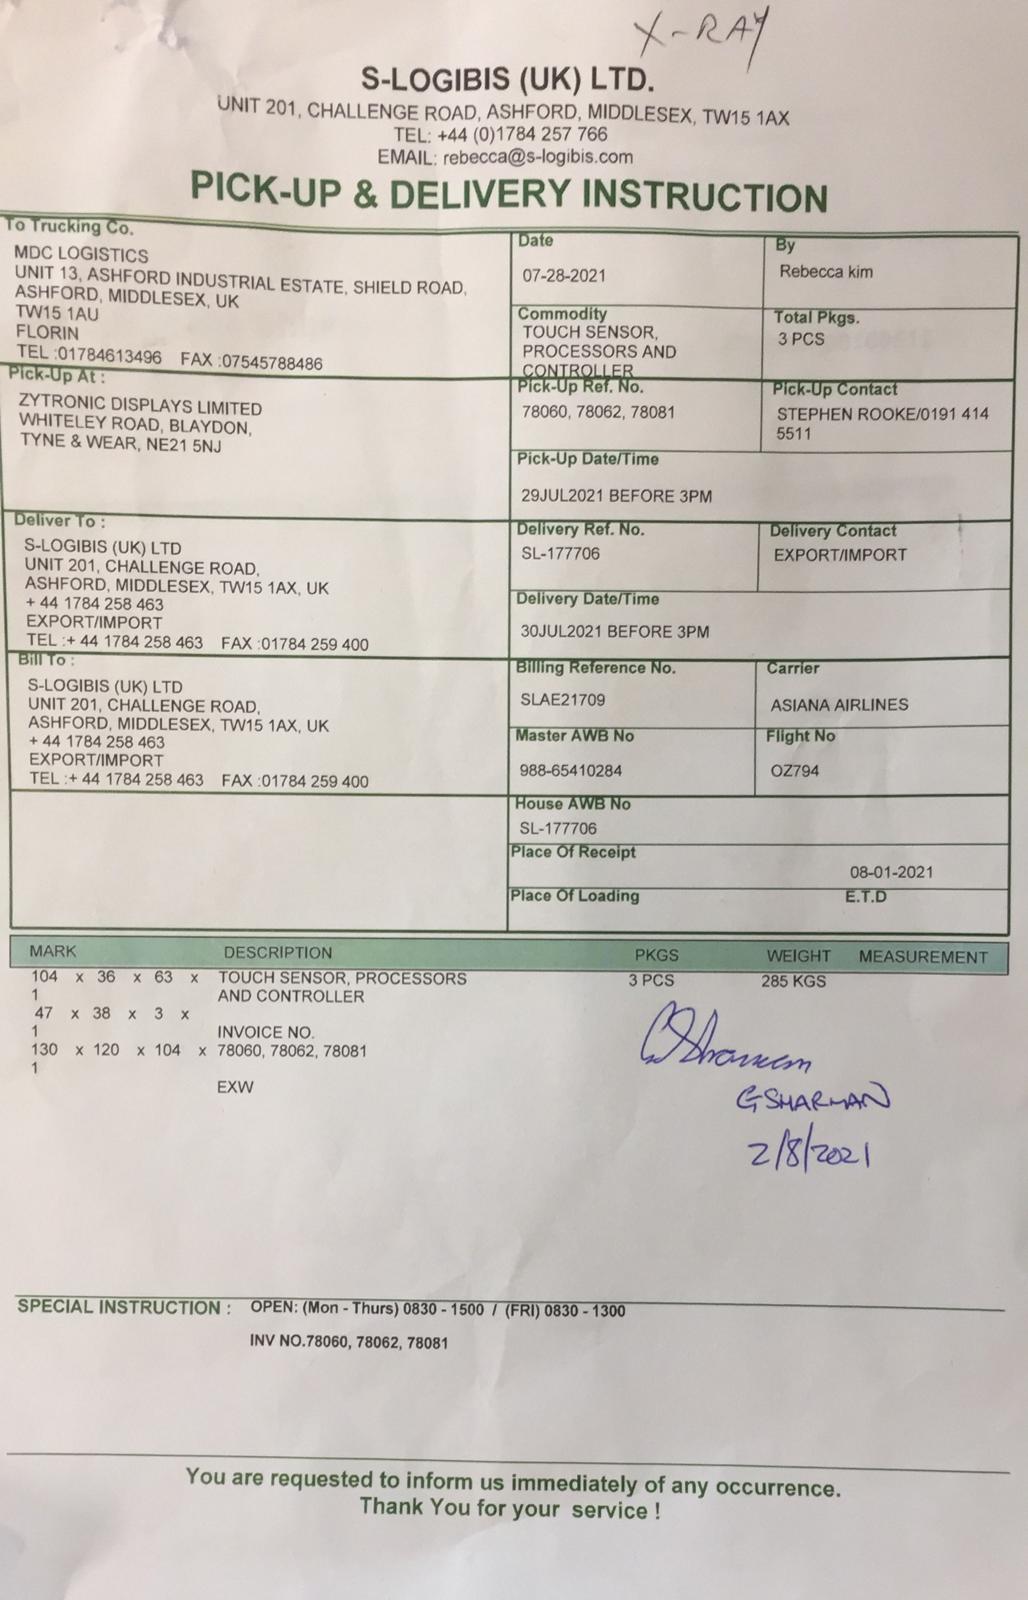 X-RAY
S-LOGIBIS (UK) LTD.
UNIT 201, CHALLENGE ROAD, ASHFORD, MIDDLESEX, TW15 1AX
TEL: +44 (0)1784 257 766
EMAIL: rebecca@s-logibis.com
PICK-UP & DELIVERY INSTRUCTION
To Trucking Co.
MDC LOGISTICS
UNIT 13, ASHFORD INDUSTRIAL ESTATE, SHIELD ROAD,
ASHFORD, MIDDLESEX, UK
TW15 1AU
FLORIN
TEL :01784613496 FAX :07545788486
Date
07-28-2021
By
Rebecca kim
Commodity
TOUCH SENSOR,
PROCESSORS AND
CONTROLLER
Total Pkgs.
3 PCS
Pick-Up At :
ZYTRONIC DISPLAYS LIMITED
WHITELEY ROAD, BLAYDON,
TYNE & WEAR, NE21 5NJ
Pick-Up Ref. No.
78060, 78062, 78081
Pick-Up Contact
STEPHEN ROOKE/0191 414
5511
Pick-Up Date/Time
29JUL2021 BEFORE 3PM
Deliver To :
S-LOGIBIS (UK) LTD
UNIT 201, CHALLENGE ROAD,
ASHFORD, MIDDLESEX, TW15 1AX, UK
+ 44 1784 258 463
EXPORT/IMPORT
TEL :+ 44 1784 258 463 FAX :01784 259 400
Delivery Ref. No.
SL-177706
Delivery Contact
EXPORT/IMPORT
Delivery Date/Time
30JUL2021 BEFORE 3PM
Bill To :
S-LOGIBIS (UK) LTD
UNIT 201, CHALLENGE ROAD,
ASHFORD, MIDDLESEX, TW15 1AX, UK
+ 44 1784 258 463
EXPORT/IMPORT
TEL :+ 44 1784 258 463 FAX :01784 259 400
Billing Reference No.
SLAE21709
Carrier
ASIANA AIRLINES
Master AWB No
988-65410284
Flight No
OZ794
House AWB No
SL-177706
Place Of Receipt
08-01-2021
Place Of Loading
E.T.D
MARK DESCRIPTION PKGS WEIGHT MEASUREMENT
104 x 36 x 63 x TOUCH SENSOR, PROCESSORS 3 PCS 285 KGS
1 AND CONTROLLER
47 x 38 x 3 x
1 INVOICE NO.
130 x 120 x 104 x 78060, 78062, 78081
1
EXW
GSharman
G SHARMAN
2/8/2021
SPECIAL INSTRUCTION : OPEN: (Mon - Thurs) 0830 - 1500 / (FRI) 0830 - 1300
INV NO.78060, 78062, 78081
You are requested to inform us immediately of any occurrence.
Thank You for your service !